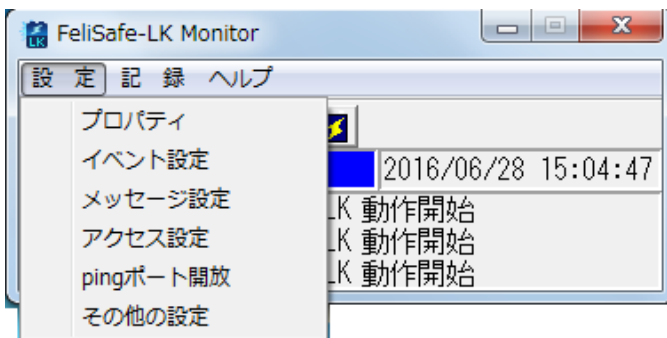 LK
FeliSafe-LK Monitor
設 定 記 録 ヘルプ
プロパティ
イベント設定
2016/06/28 15:04:47
メッセージ設定
LK 動作開始
アクセス設定
LK 動作開始
pingポート開放
LK 動作開始
その他の設定